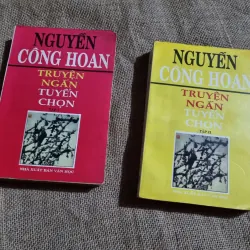 NGUYỄN
CÔNG HOAN
TRUYỆN
NGẮN
TUYỂN
CHỌN
NHÀ XUẤT BẢN VĂN HỌC
NGUYỄN
CÔNG HOAN
TRUYỆN
NGẮN
TUYỂN
CHỌN